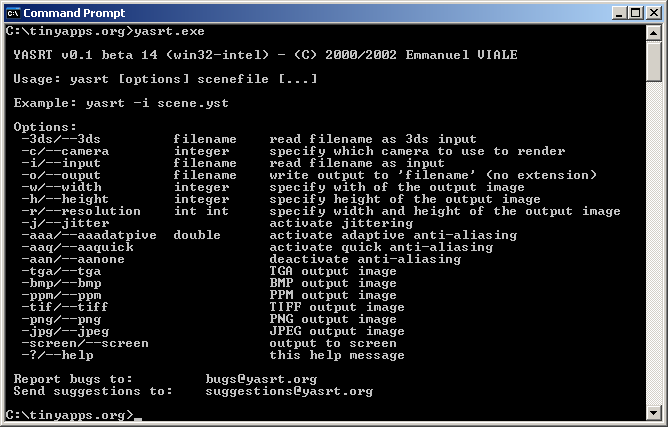 Command Prompt
C:\tinyapps.org>yasrt.exe
YASRT v0.1 beta 14 (win32-intel) - (C) 2000/2002 Emmanuel VIALE
Usage: yasrt [options] scenefile [...]
Example: yasrt -i scene.yst
Options:
-3ds/--3ds filename read filename as 3ds input
-c/--camera integer specify which camera to use to render
-i/--input filename read filename as input
-o/--ouput filename write output to 'filename' (no extension)
-w/--width integer specify with of the output image
-h/--height integer specify height of the output image
-r/--resolution int int specify width and height of the output image
-j/--jitter activate jittering
-aaa/--aaadatpive double activate adaptive anti-aliasing
-aaq/--aaquick activate quick anti-aliasing
-aan/--aanone deactivate anti-aliasing
-tga/--tga TGA output image
-bmp/--bmp BMP output image
-ppm/--ppm PPM output image
-tif/--tiff TIFF output image
-png/--png PNG output image
-jpg/--jpeg JPEG output image
-screen/--screen output to screen
-?/--help this help message
Report bugs to: bugs@yasrt.org
Send suggestions to: suggestions@yasrt.org
C:\tinyapps.org>_